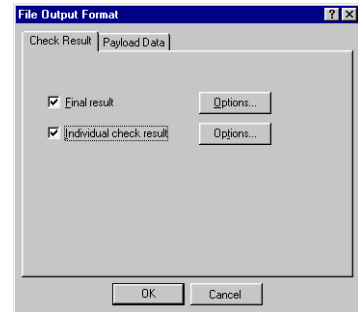 File Output Format
Check Result Payload Data
Final result Options...
Individual check result Options...
OK Cancel